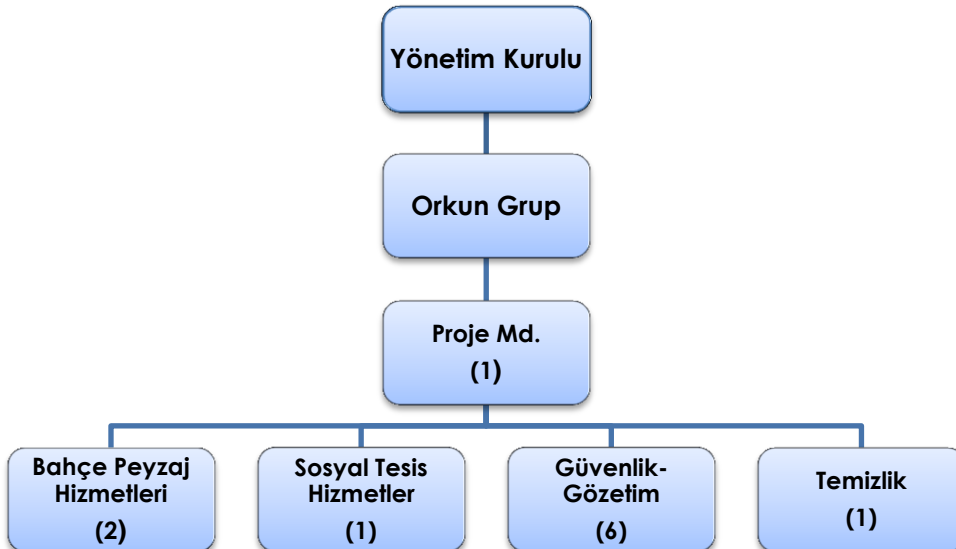 Yönetim Kurulu
Orkun Grup
Proje Md.
(1)
Bahçe Peyzaj
Hizmetleri
(2)
Sosyal Tesis
Hizmetler
(1)
Güvenlik-
Gözetim
(6)
Temizlik
(1)